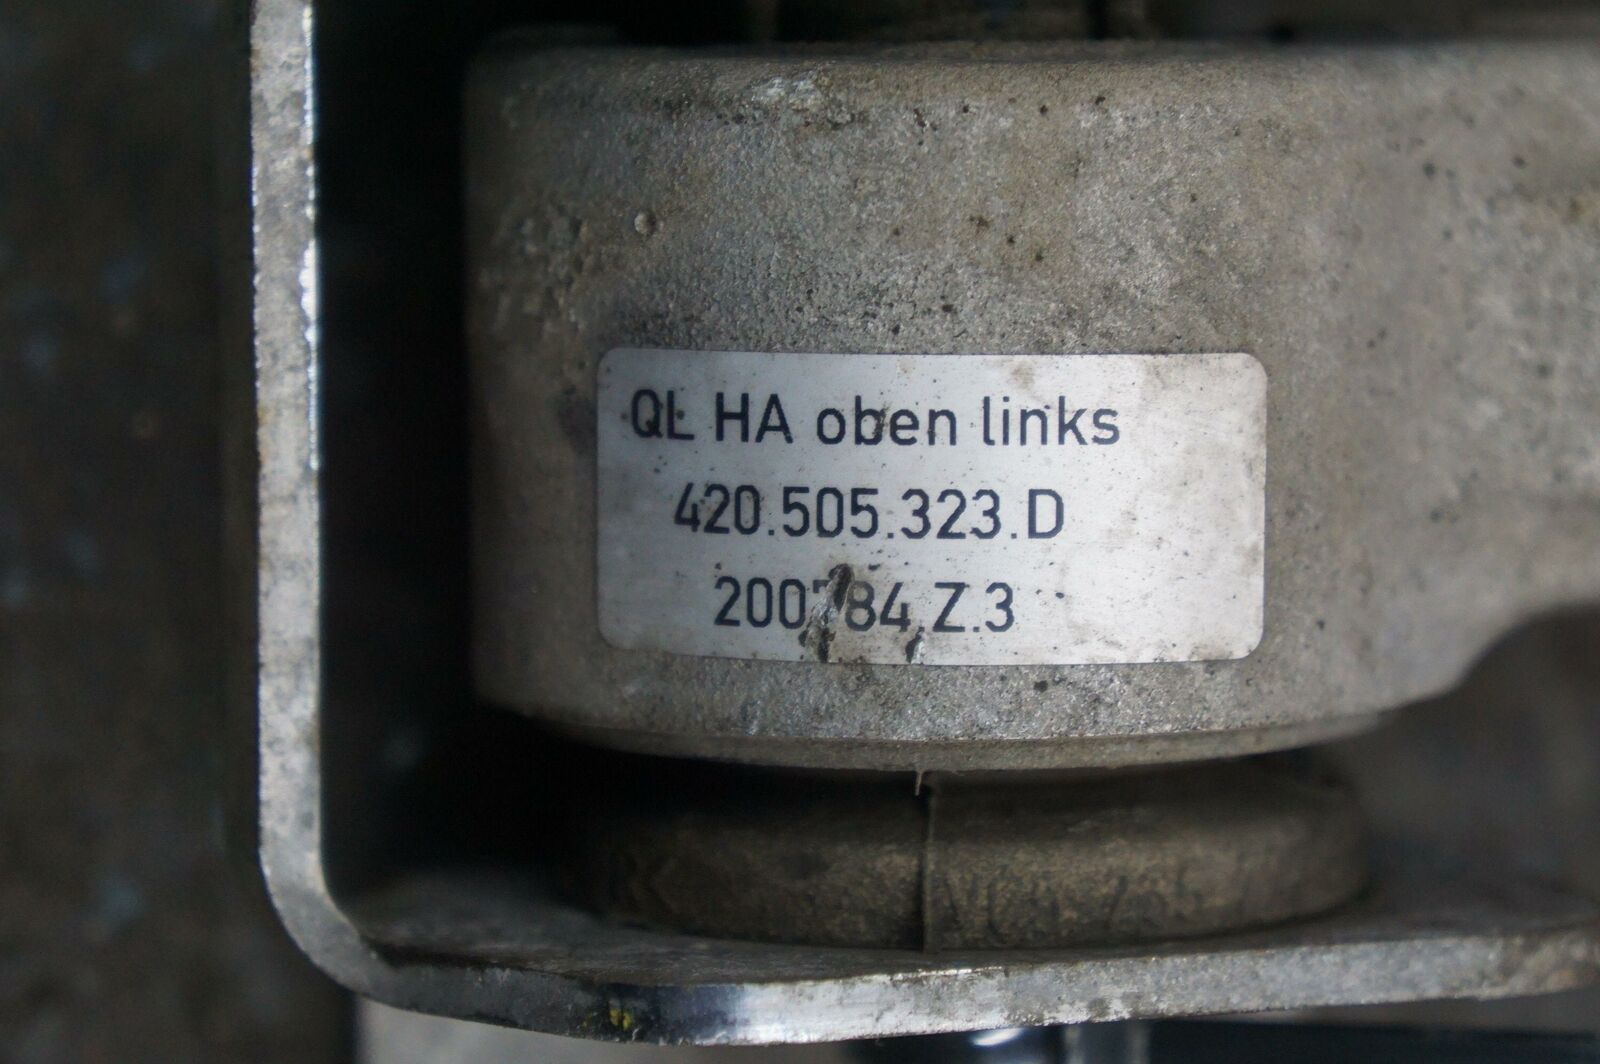 QL HA oben links
420.505.323.D
200784.Z.3